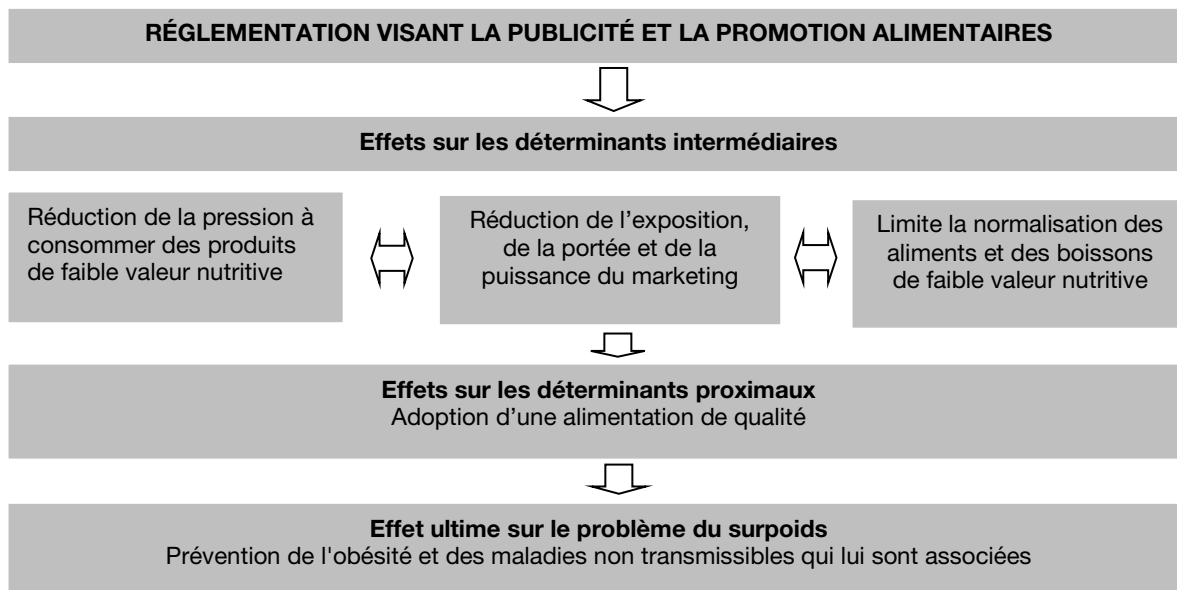 RÉGLEMENTATION VISANT LA PUBLICITÉ ET LA PROMOTION ALIMENTAIRES
Effets sur les déterminants intermédiaires
Réduction de la pression à
consommer des produits
de faible valeur nutritive
Réduction de l’exposition,
de la portée et de la
puissance du marketing
Limite la normalisation des
aliments et des boissons
de faible valeur nutritive
Effets sur les déterminants proximaux
Adoption d’une alimentation de qualité
Effet ultime sur le problème du surpoids
Prévention de l'obésité et des maladies non transmissibles qui lui sont associées